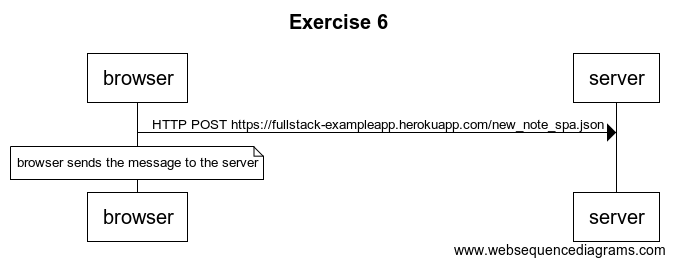 Exercise 6
browser
server
HTTP POST https://fullstack-exampleapp.herokuapp.com/new_note_spa.json
browser sends the message to the server
browser
server
www.websequencediagrams.com